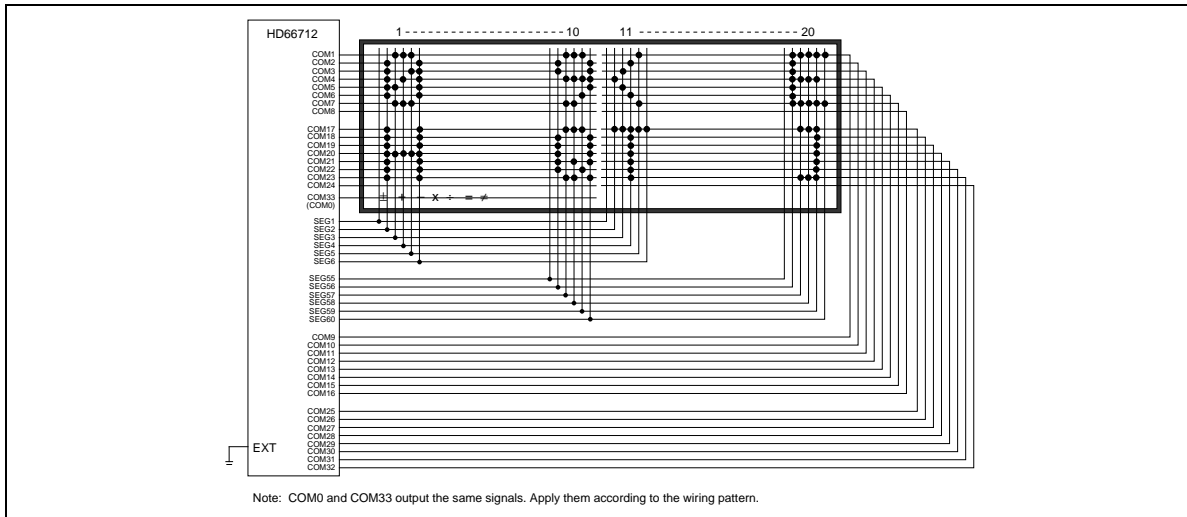 HD66712
1 10 11 20
COM1
COM2
COM3
COM4
COM5
COM6
COM7
COM8
0 9 < E
COM17
COM18
COM19
COM20
COM21
COM22
COM23
COM24
H Q T ]
COM33 ± + − x ÷ = ≠
(COM0)
SEG1
SEG2
SEG3
SEG4
SEG5
SEG6
SEG55
SEG56
SEG57
SEG58
SEG59
SEG60
COM9
COM10
COM11
COM12
COM13
COM14
COM15
COM16
COM25
COM26
COM27
COM28
COM29
COM30
COM31
COM32
EXT
Note: COM0 and COM33 output the same signals. Apply them according to the wiring pattern.